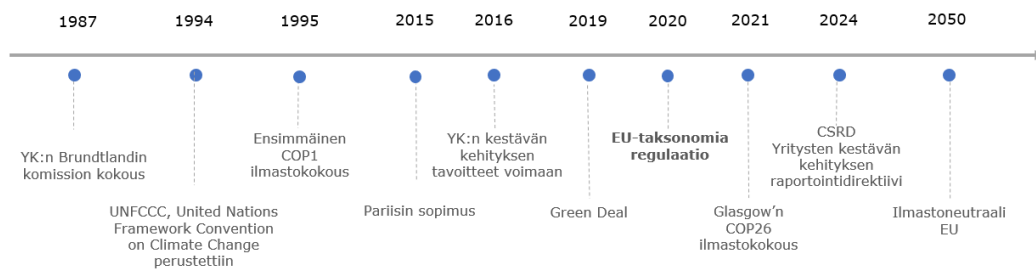 1987
1994
1995
2015
2016
2019
2020
2021
2024
2050
YK:n Brundtlandin
komission kokous
UNFCCC, United Nations
Framework Convention
on Climate Change
perustettiin
Ensimmäinen
COP1
ilmastokokous
Pariisin sopimus
YK:n kestävän
kehityksen
tavoitteet voimaan
Green Deal
EU-taksonomia
regulaatio
Glasgow'n
COP26
ilmastokokous
CSRD
Yritysten kestävän
kehityksen
raportointidirektiivi
Ilmastoneutraali
EU